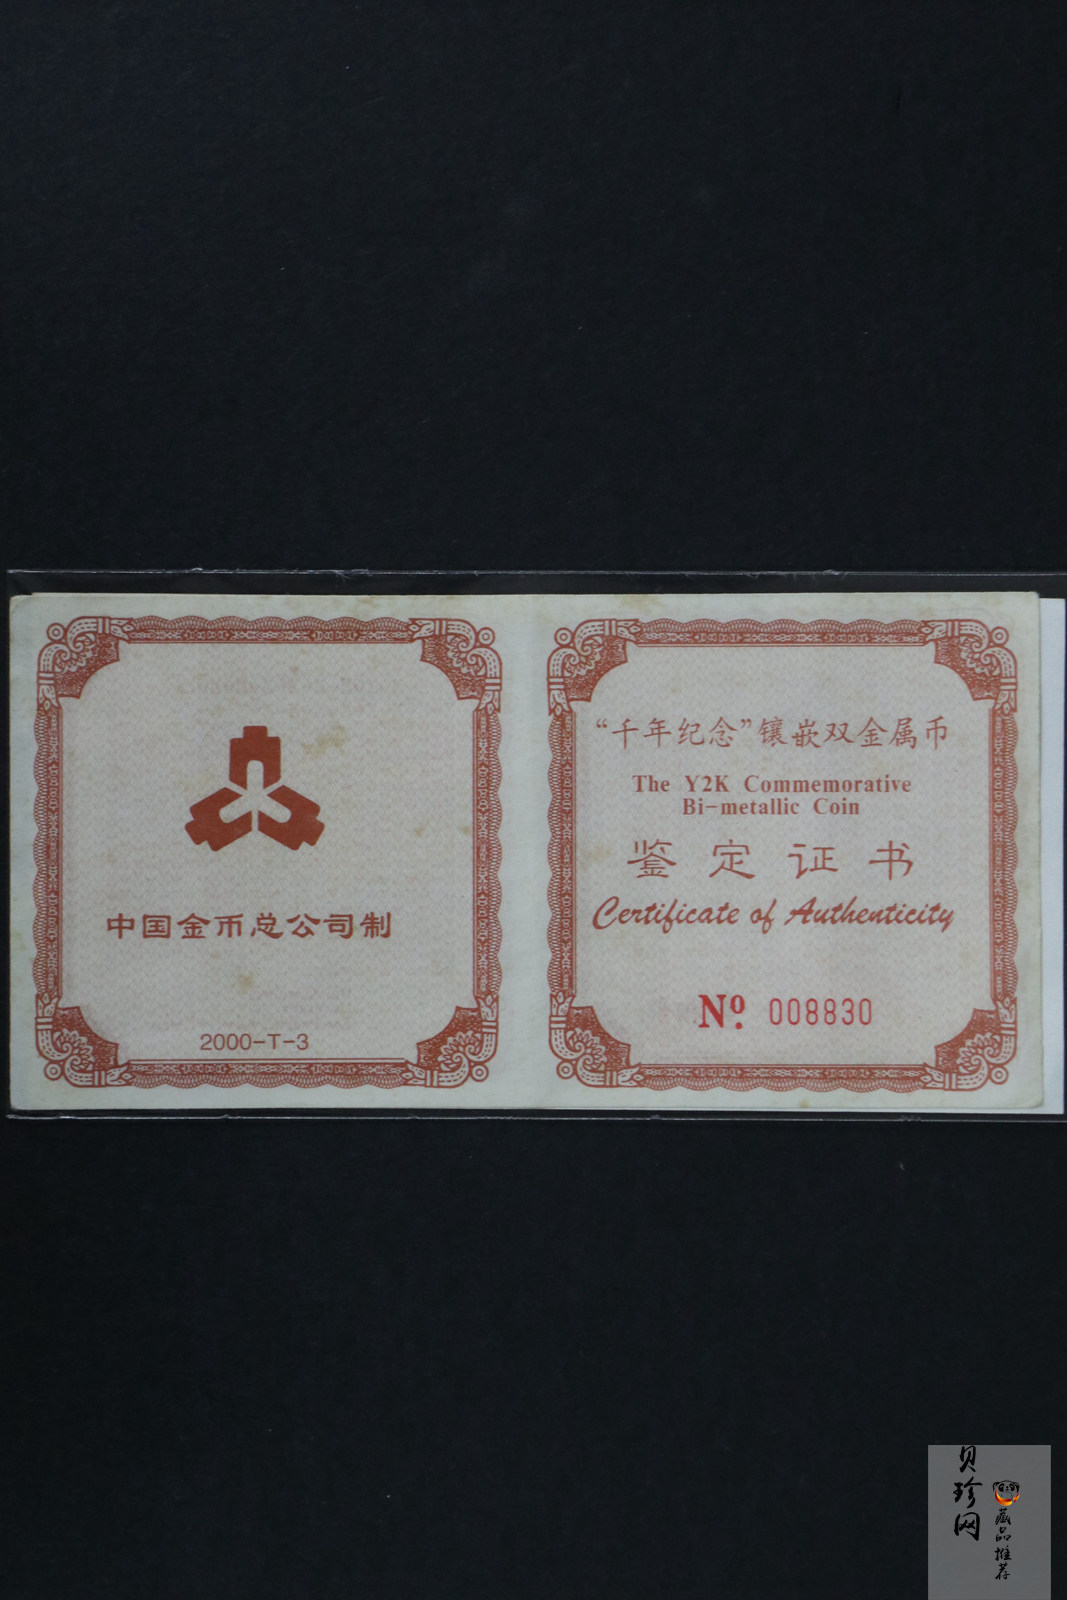 中国金币总公司制
2000-T-3
“千年纪念”镶嵌双金属币
The Y2K Commemorative
Bi-metallic Coin
鉴定证书
Certificate of Authenticity
№ 008830
贝珍网
藏品推荐